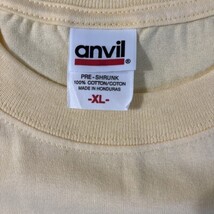 anvil®
PRE-SHRUNK
100% COTTON/COTON
MADE IN HONDURAS
-XL-